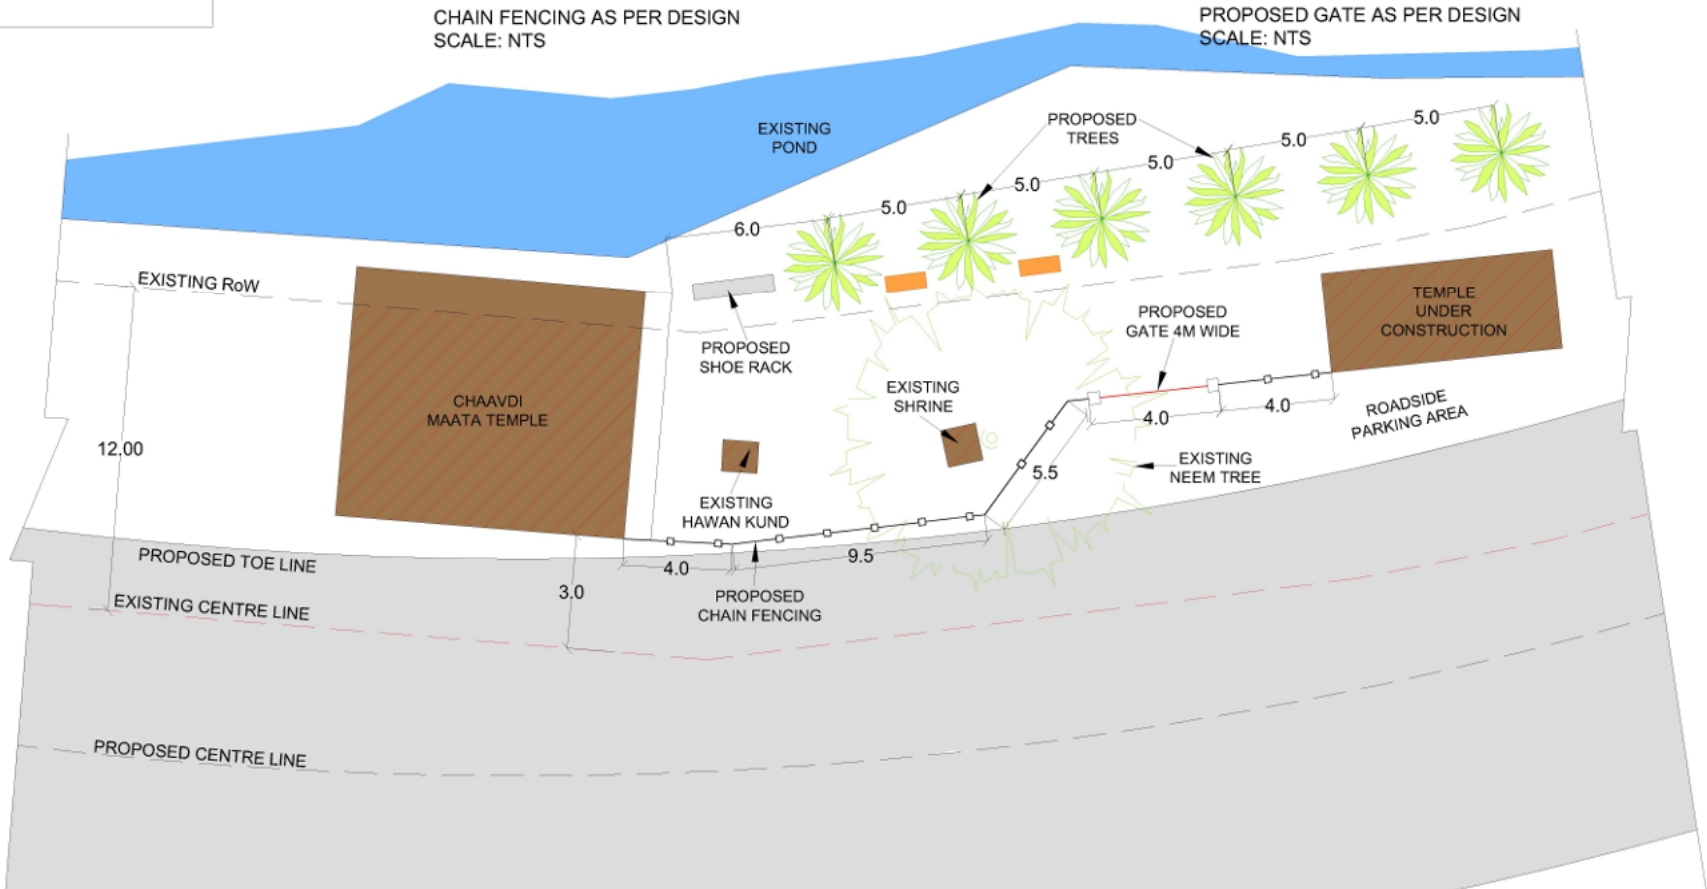 CHAIN FENCING AS PER DESIGN
SCALE: NTS
PROPOSED GATE AS PER DESIGN
SCALE: NTS
EXISTING
POND
PROPOSED
TREES
6.0
5.0
5.0
5.0
5.0
5.0
EXISTING RoW
PROPOSED
SHOE RACK
PROPOSED
GATE 4M WIDE
TEMPLE
UNDER
CONSTRUCTION
CHAAVDI
MAATA TEMPLE
EXISTING
SHRINE
4.0
4.0
ROADSIDE
PARKING AREA
12.00
5.5
EXISTING
NEEM TREE
EXISTING
HAWAN KUND
PROPOSED TOE LINE
4.0
9.5
3.0
PROPOSED
CHAIN FENCING
EXISTING CENTRE LINE
PROPOSED CENTRE LINE